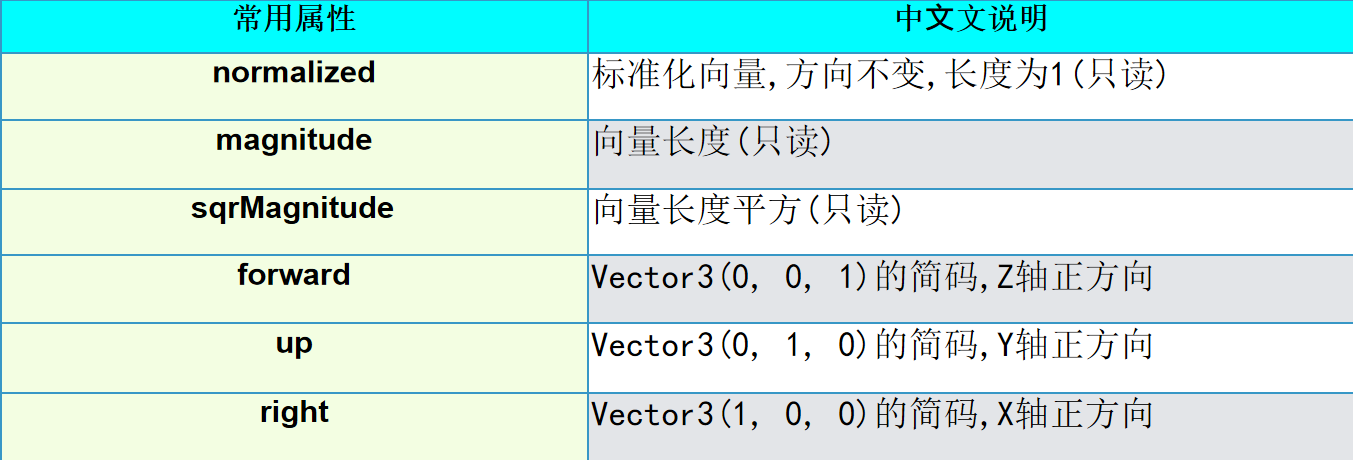 常用属性 中文文说明
normalized 标准化向量,方向不变,长度为1(只读)
magnitude 向量长度(只读)
sqrMagnitude 向量长度平方(只读)
forward Vector3(0, 0, 1)的简码,Z轴正方向
up Vector3(0, 1, 0)的简码,Y轴正方向
right Vector3(1, 0, 0)的简码,X轴正方向